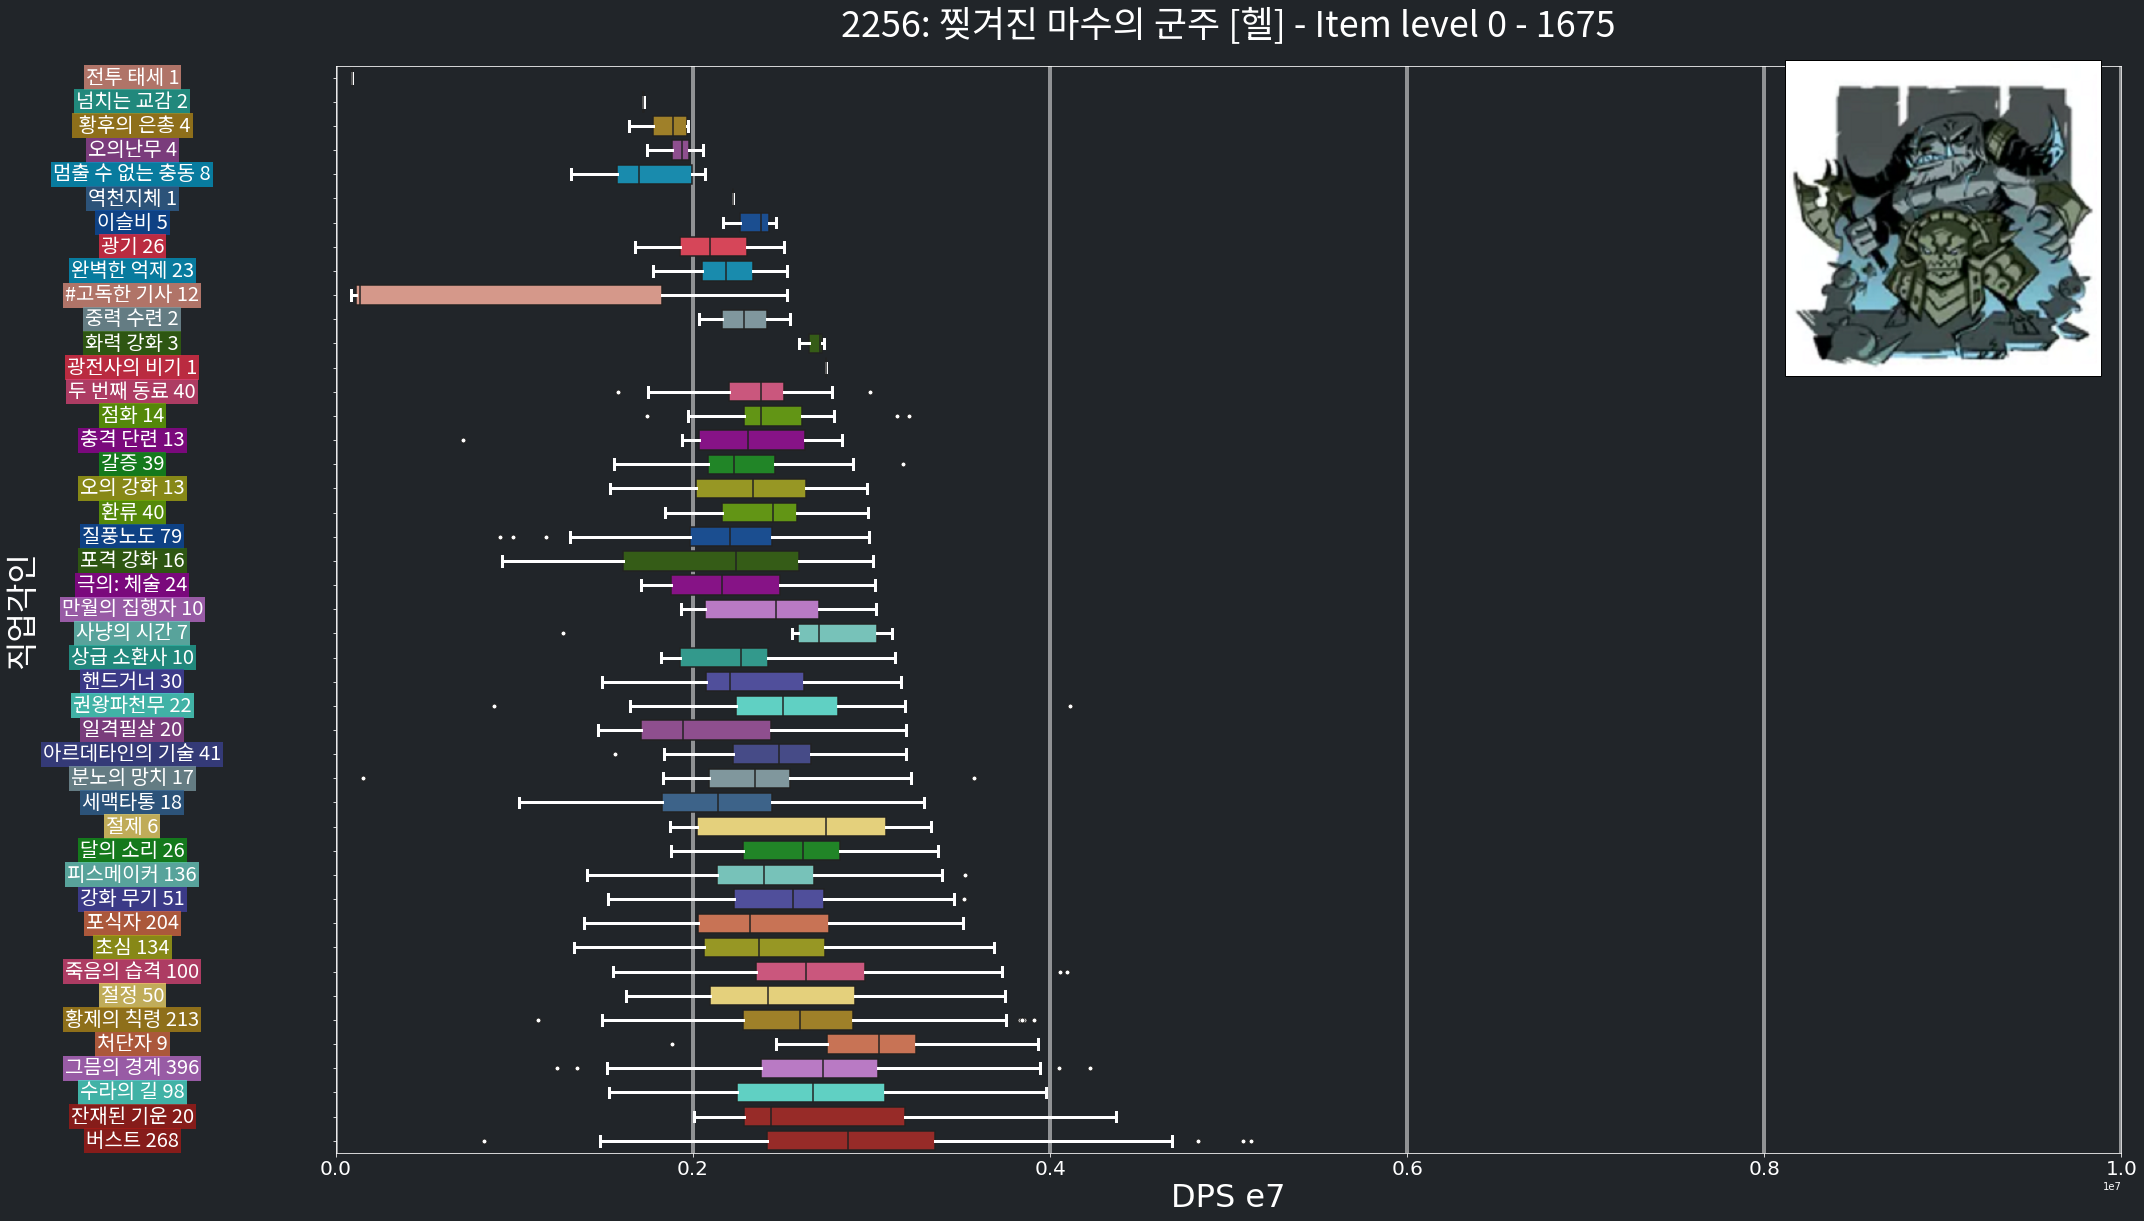 2256: 찢겨진 마수의 군주 [헬] - Item level 0 - 1675
직업각인
전투 태세 1
넘치는 교감 2
황후의 은총 4
오의난무 4
멈출 수 없는 충동 8
역천지체 1
이슬비 5
광기 26
완벽한 억제 23
#고독한 기사 12
중력 수련 2
화력 강화 3
광전사의 비기 1
두 번째 동료 40
점화 14
충격 단련 13
갈증 39
오의 강화 13
환류 40
질풍노도 79
포격 강화 16
극의: 체술 24
만월의 집행자 10
사냥의 시간 7
상급 소환사 10
핸드거너 30
권왕파천무 22
일격필살 20
아르데타인의 기술 41
분노의 망치 17
세맥타통 18
절제 6
달의 소리 26
피스메이커 136
강화 무기 51
포식자 204
초심 134
죽음의 습격 100
절정 50
황제의 칙령 213
처단자 9
그믐의 경계 396
수라의 길 98
잔재된 기운 20
버스트 268
0.0 0.2 0.4 0.6 0.8 1.0
1e7
DPS e7